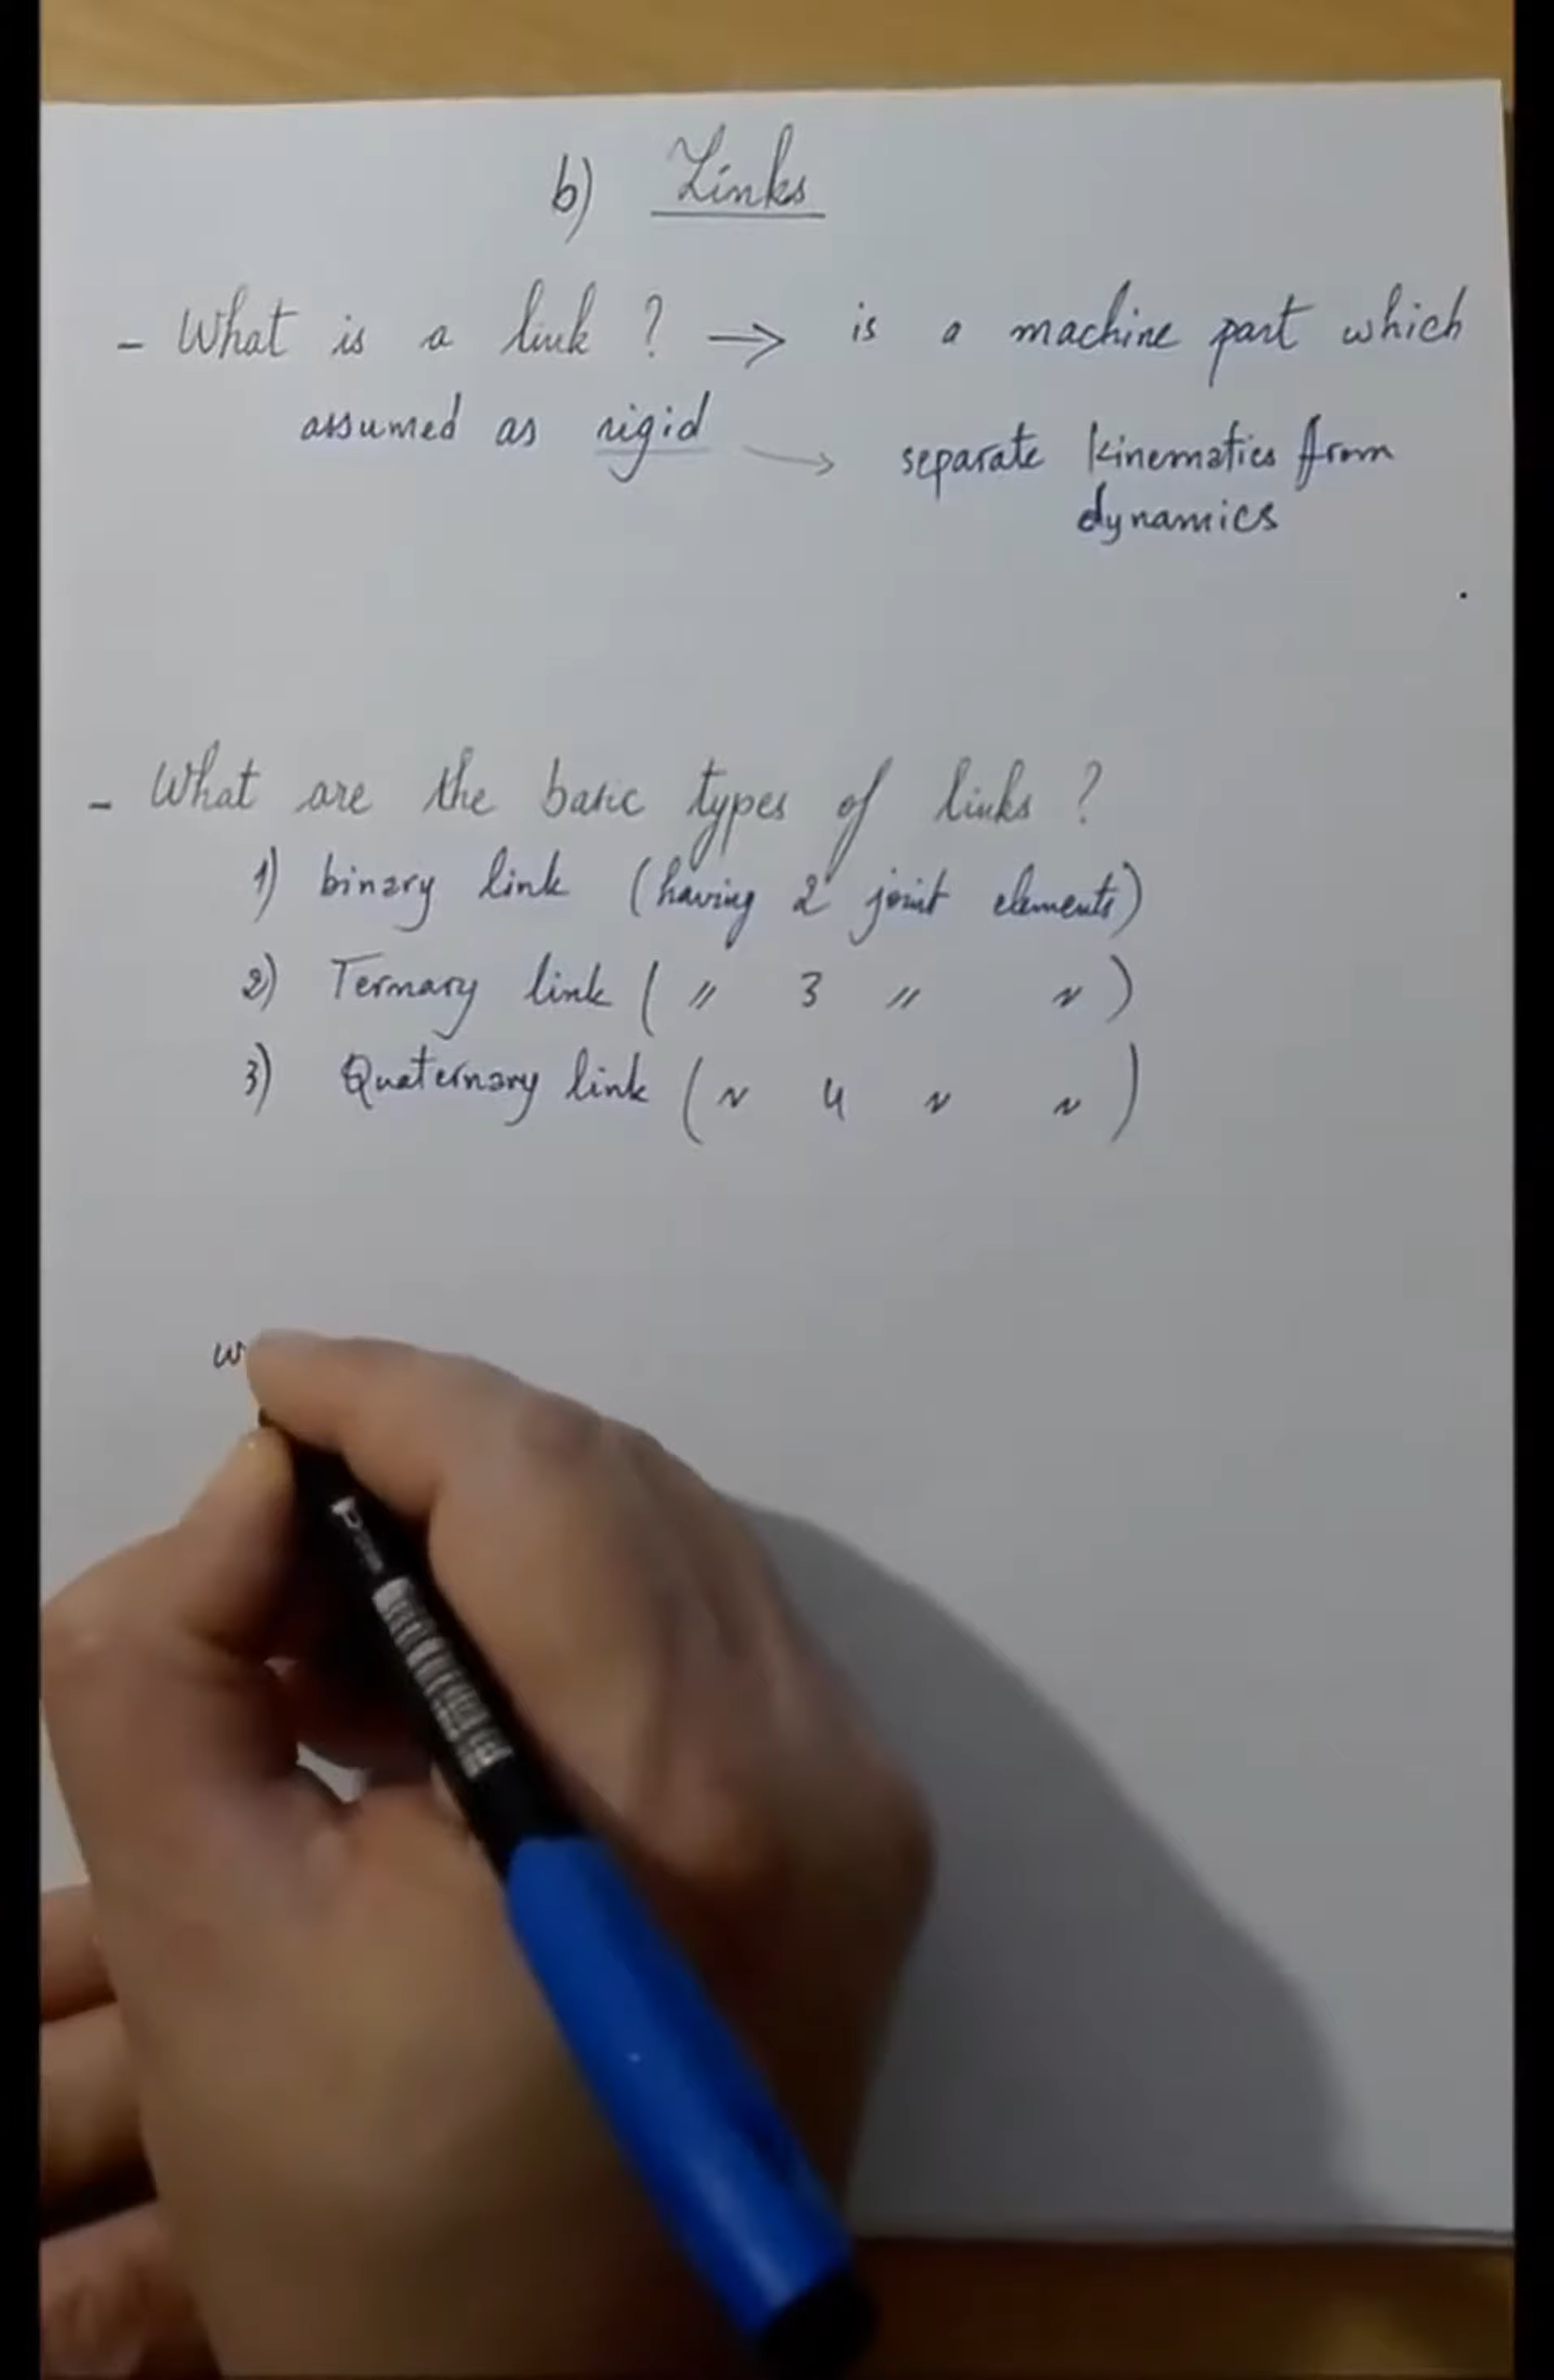 b) Links
- What is a link ? → is a machine part which
assumed as rigid → separate kinematics from
dynamics
- What are the basic types of links ?
1) binary link (having 2 joint elements)
2) Ternary link ( " 3 " " )
3) Quaternary link ( " 4 " " )
w